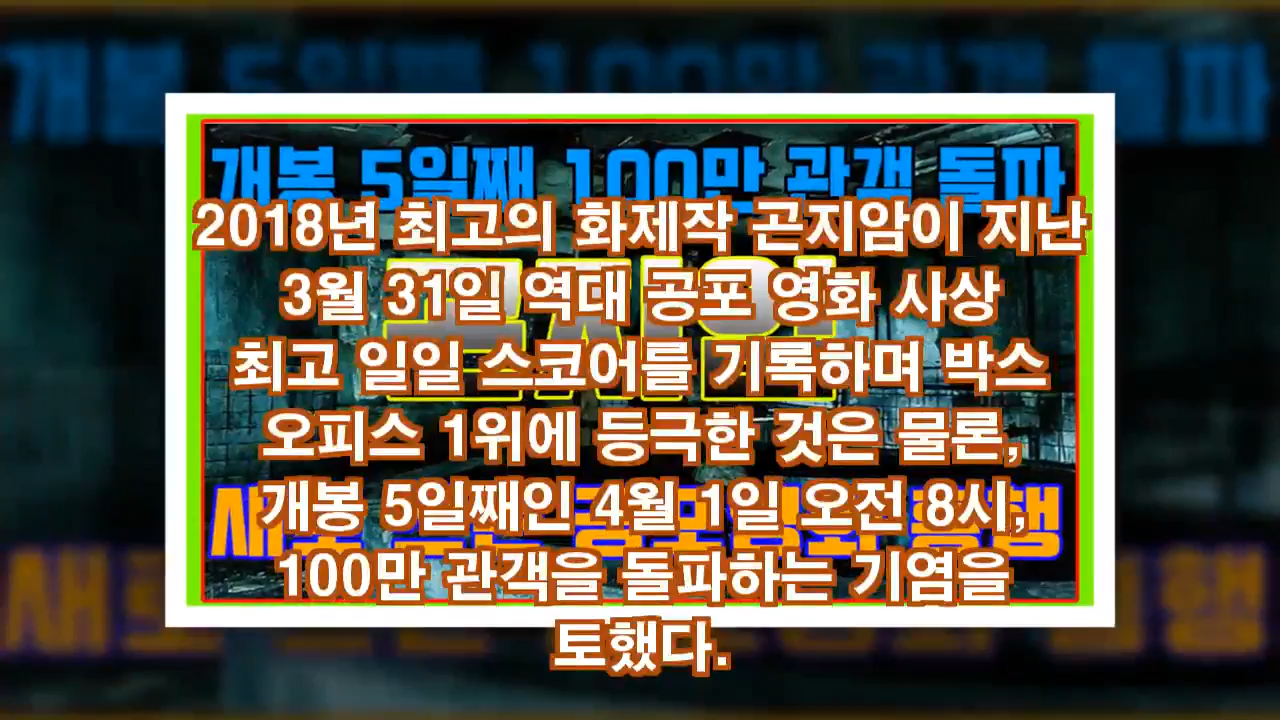 개봉 5일째 100만 관객 돌파
2018년 최고의 화제작 곤지암이 지난
3월 31일 역대 공포 영화 사상
최고 일일 스코어를 기록하며 박스
오피스 1위에 등극한 것은 물론,
개봉 5일째인 4월 1일 오전 8시,
100만 관객을 돌파하는 기염을
토했다.
곤지암